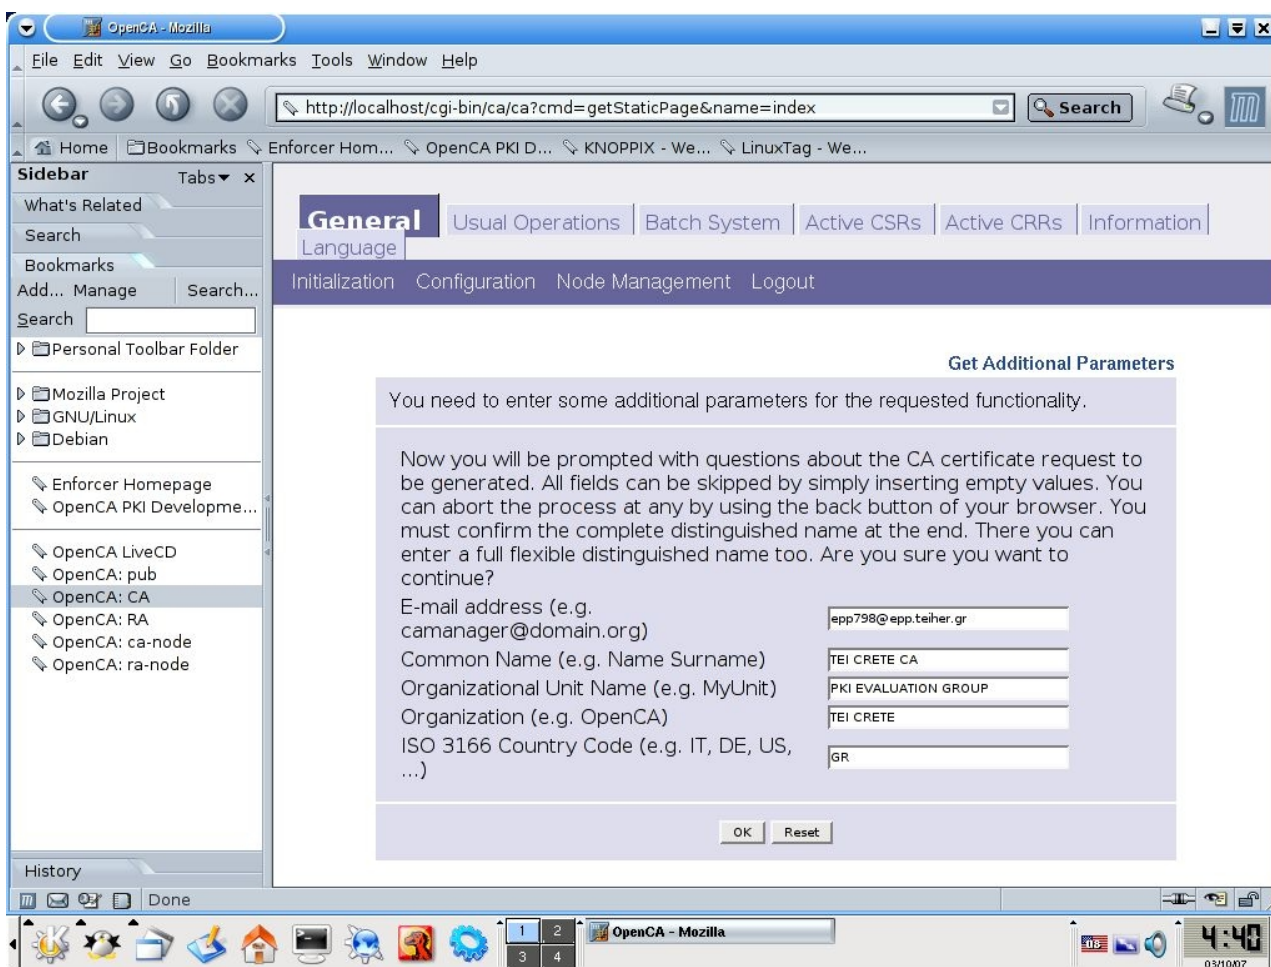 OpenCA - Mozilla
File Edit View Go Bookmarks Tools Window Help
http://localhost/cgi-bin/ca/ca?cmd=getStaticPage&name=index Search
Home Bookmarks Enforcer Hom... OpenCA PKI D... KNOPPIX - We... LinuxTag - We...
Sidebar Tabs x
What's Related
Search
Bookmarks
Add... Manage Search...
Search
Personal Toolbar Folder
Mozilla Project
GNU/Linux
Debian
Enforcer Homepage
OpenCA PKI Developme...
OpenCA LiveCD
OpenCA: pub
OpenCA: CA
OpenCA: RA
OpenCA: ca-node
OpenCA: ra-node
History
General Usual Operations Batch System Active CSRs Active CRRs Information
Language
Initialization Configuration Node Management Logout
Get Additional Parameters
You need to enter some additional parameters for the requested functionality.
Now you will be prompted with questions about the CA certificate request to
be generated. All fields can be skipped by simply inserting empty values. You
can abort the process at any by using the back button of your browser. You
must confirm the complete distinguished name at the end. There you can
enter a full flexible distinguished name too. Are you sure you want to
continue?
E-mail address (e.g.
camanager@domain.org) epp798@epp.teiher.gr
Common Name (e.g. Name Surname) TEI CRETE CA
Organizational Unit Name (e.g. MyUnit) PKI EVALUATION GROUP
Organization (e.g. OpenCA) TEI CRETE
ISO 3166 Country Code (e.g. IT, DE, US,
...) GR
OK Reset
Done
1 2 OpenCA - Mozilla
3 4
US 4:40
03/10/07